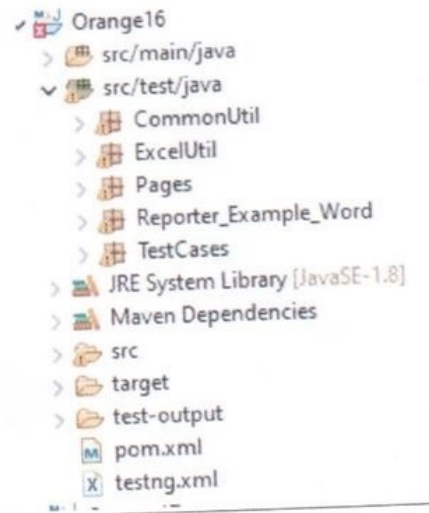 Orange16
src/main/java
src/test/java
CommonUtil
ExcelUtil
Pages
Reporter_Example_Word
TestCases
JRE System Library [JavaSE-1.8]
Maven Dependencies
src
target
test-output
pom.xml
testng.xml